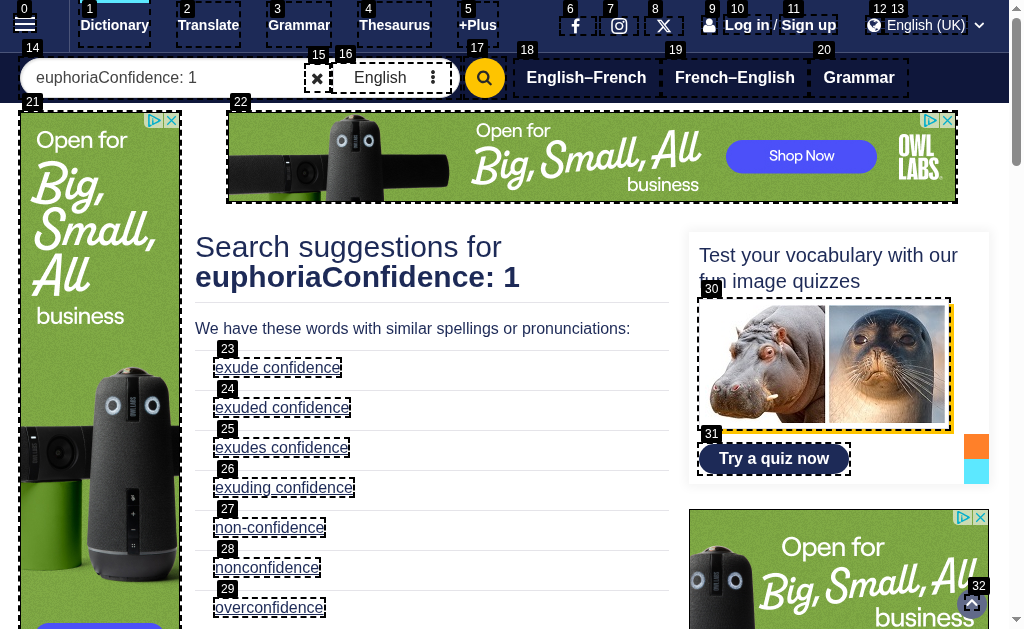 0 1 2 3 4 5 6 7 8 9 10 11 12 13
Dictionary Translate Grammar Thesaurus +Plus Log in / Sign up English (UK)
14 15 16 17 18 19 20
euphoriaConfidence: 1 English English–French French–English Grammar
21 22
Open for
Big,
Small,
All
business
Open for
Big, Small, All
business
Shop Now
OWL
LABS
Search suggestions for
euphoriaConfidence: 1
We have these words with similar spellings or pronunciations:
23
exude confidence
24
exuded confidence
25
exudes confidence
26
exuding confidence
27
non-confidence
28
nonconfidence
29
overconfidence
Test your vocabulary with our
fun image quizzes
30
31
Try a quiz now
Open for
Big, Small, All
business
32